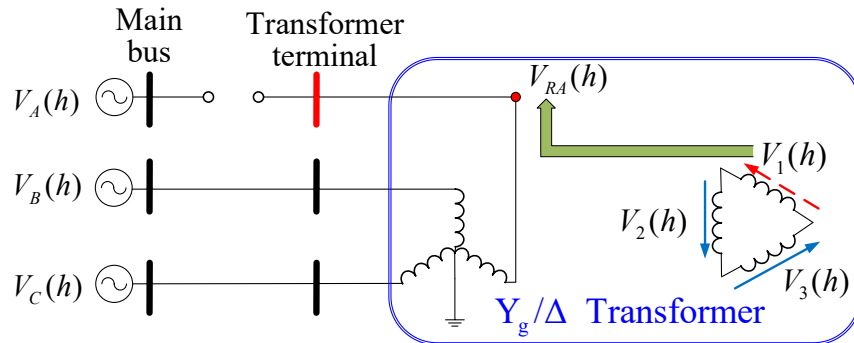 Main
bus
Transformer
terminal
V_A(h)
V_RA(h)
V_1(h)
V_B(h)
V_2(h)
V_C(h)
V_3(h)
Y_g/Δ Transformer